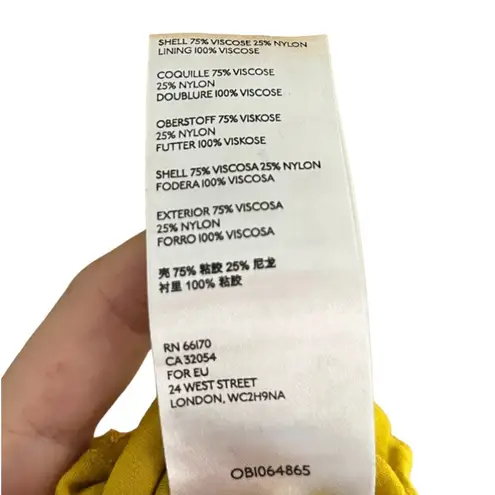 SHELL 75% VISCOSE 25% NYLON
LINING 100% VISCOSE
COQUILLE 75% VISCOSE
25% NYLON
DOUBLURE 100% VISCOSE
OBERSTOFF 75% VISKOSE
25% NYLON
FUTTER 100% VISKOSE
SHELL 75% VISCOSA 25% NYLON
FODERA 100% VISCOSA
EXTERIOR 75% VISCOSA
25% NYLON
FORRO 100% VISCOSA
壳 75% 粘胶 25% 尼龙
衬里 100% 粘胶
RN 66170
CA 32054
FOR EU
24 WEST STREET
LONDON, WC2H9NA
OB1064865